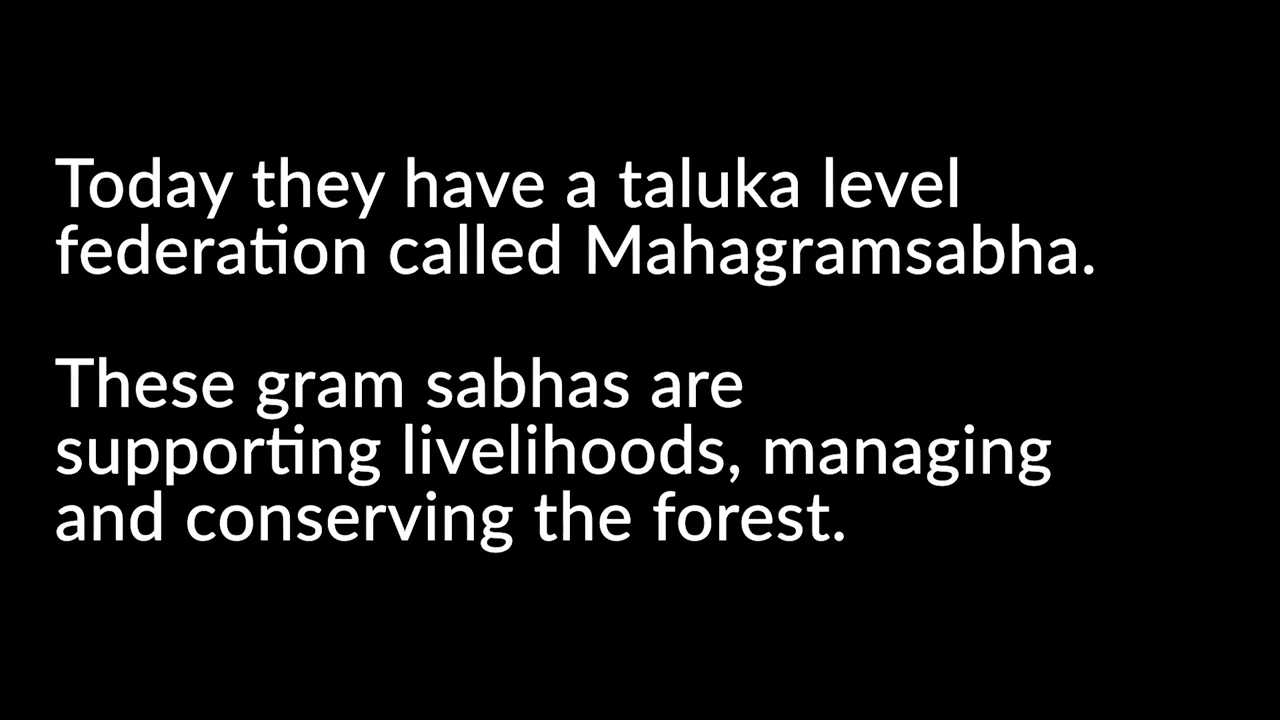 Today they have a taluka level
federation called Mahagramsabha.
These gram sabhas are
supporting livelihoods, managing
and conserving the forest.